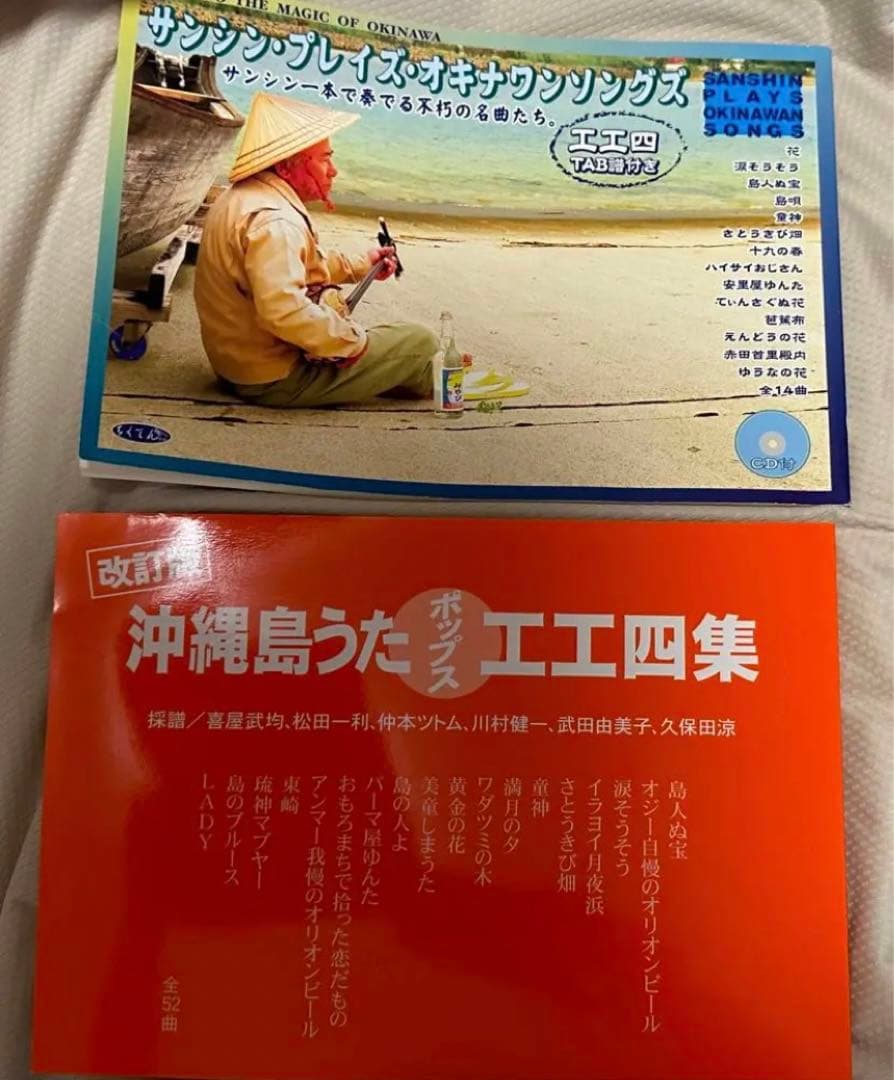 THE MAGIC OF OKINAWA
サンシン・プレイズ・オキナワンソングズ
サンシン一本で奏でる不朽の名曲たち。
SANSHIN
PLAYS
OKINAWAN
SONGS
工工四
TAB譜付き
花
涙そうそう
島人ぬ宝
島唄
童神
さとうきび畑
十九の春
ハイサイおじさん
安里屋ゆんた
てぃんさぐぬ花
芭蕉布
えんどうの花
赤田首里殿内
ゆうなの花
全14曲
CD付
改訂版
沖縄島うた
ポップス
工工四集
採譜／喜屋武均、松田一利、仲本ツトム、川村健一、武田由美子、久保田涼
島人ぬ宝
オジー自慢のオリオンビール
涙そうそう
イラヨイ月夜浜
さとうきび畑
童神
満月の夕
ワダツミの木
黄金の花
美童しまうた
島の人よ
パーマ屋ゆんた
おもろまちで拾った恋だもの
アンマー我慢のオリオンビール
東崎
琉神マブヤー
島のブルース
LADY
全52曲